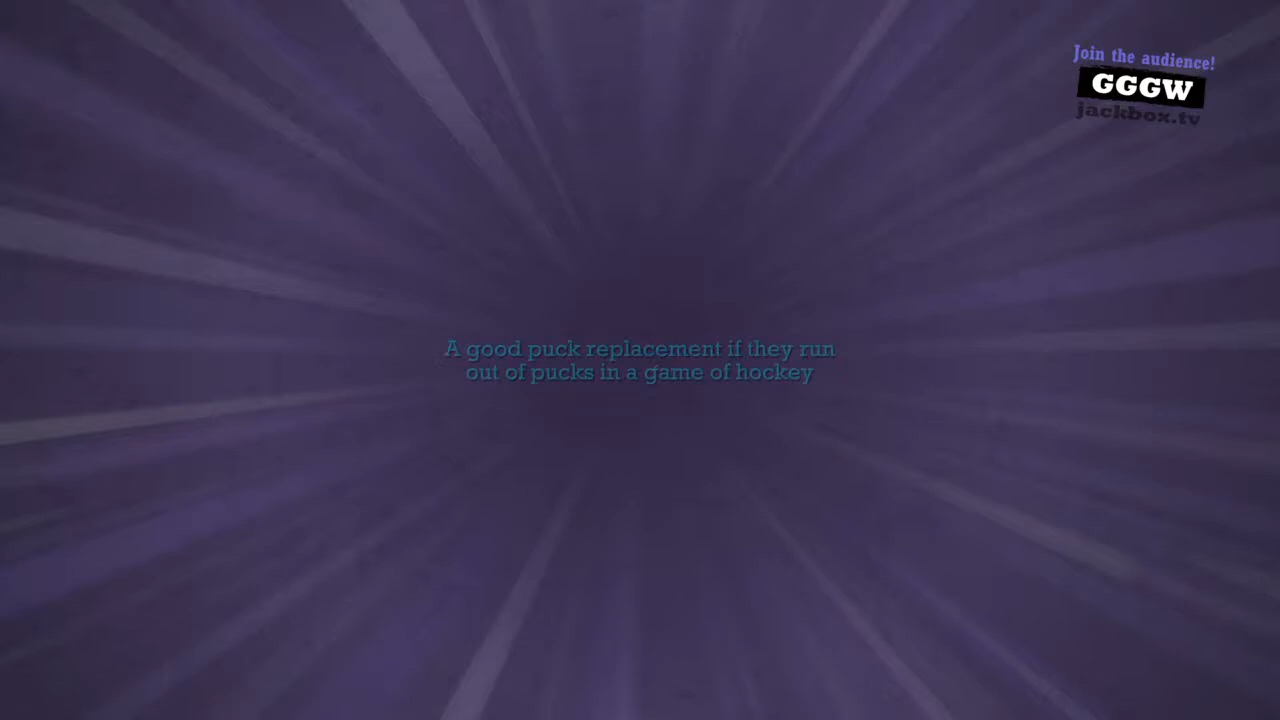 Join the audience!
GGGW
jackbox.tv
A good puck replacement if they run
out of pucks in a game of hockey